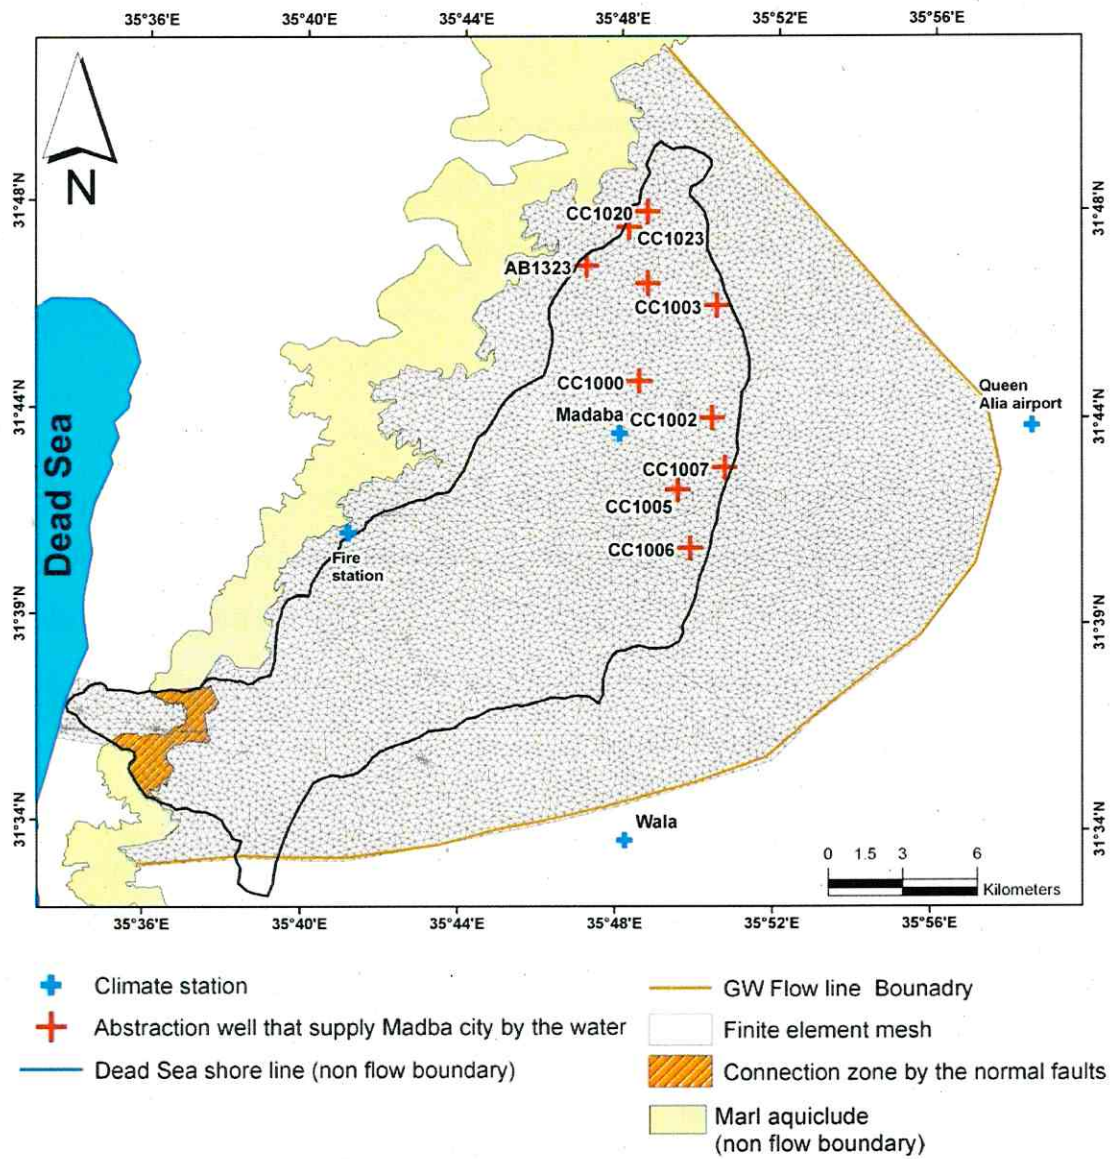 35°36'E 35°40'E 35°44'E 35°48'E 35°52'E 35°56'E
N
31°48'N
31°44'N
31°39'N
31°34'N
31°48'N
31°44'N
31°39'N
31°34'N
Dead Sea
CC1020
CC1023
AB1323
CC1003
CC1000
Madaba
CC1002
Queen
Alia airport
CC1007
CC1005
CC1006
Fire
station
Wala
0 1.5 3 6
Kilometers
35°36'E 35°40'E 35°44'E 35°48'E 35°52'E 35°56'E
Climate station
Abstraction well that supply Madba city by the water
Dead Sea shore line (non flow boundary)
GW Flow line Bounadry
Finite element mesh
Connection zone by the normal faults
Marl aquiclude
(non flow boundary)